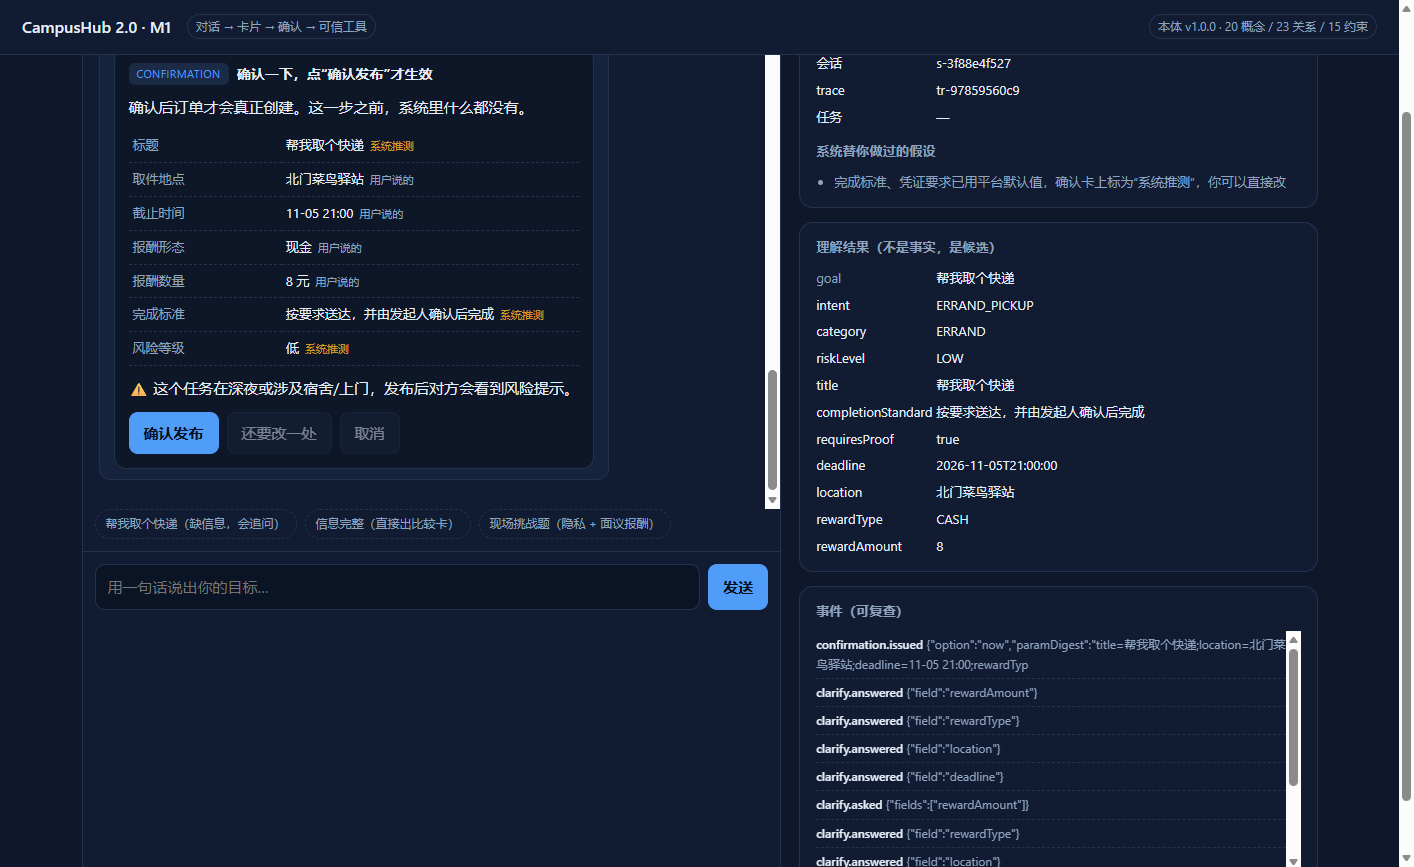 CampusHub 2.0 · M1
对话 → 卡片 → 确认 → 可信工具
本体 v1.0.0 · 20 概念 / 23 关系 / 15 约束
CONFIRMATION 确认一下，点“确认发布”才生效
确认后订单才会真正创建。这一步之前，系统里什么都没有。
标题 帮我取个快递 系统推测
取件地点 北门菜鸟驿站 用户说的
截止时间 11-05 21:00 用户说的
报酬形态 现金 用户说的
报酬数量 8 元 用户说的
完成标准 按要求送达，并由发起人确认后完成 系统推测
风险等级 低 系统推测
⚠️ 这个任务在深夜或涉及宿舍/上门，发布后对方会看到风险提示。
确认发布 还要改一处 取消
帮我取个快递（缺信息，会追问） 信息完整（直接出比较卡） 现场挑战题（隐私 + 面议报酬）
用一句话说出你的目标...
发送
会话 s-3f88e4f527
trace tr-97859560c9
任务 —
系统替你做过的假设
• 完成标准、凭证要求已用平台默认值，确认卡上标为“系统推测”，你可以直接改
理解结果（不是事实，是候选）
goal 帮我取个快递
intent ERRAND_PICKUP
category ERRAND
riskLevel LOW
title 帮我取个快递
completionStandard 按要求送达，并由发起人确认后完成
requiresProof true
deadline 2026-11-05T21:00:00
location 北门菜鸟驿站
rewardType CASH
rewardAmount 8
事件（可复查）
confirmation.issued {"option":"now","paramDigest":"title=帮我取个快递;location=北门菜
鸟驿站;deadline=11-05 21:00;rewardTyp
clarify.answered {"field":"rewardAmount"}
clarify.answered {"field":"rewardType"}
clarify.answered {"field":"location"}
clarify.answered {"field":"deadline"}
clarify.asked {"fields":["rewardAmount"]}
clarify.answered {"field":"rewardType"}
clarify.answered {"field":"location"}